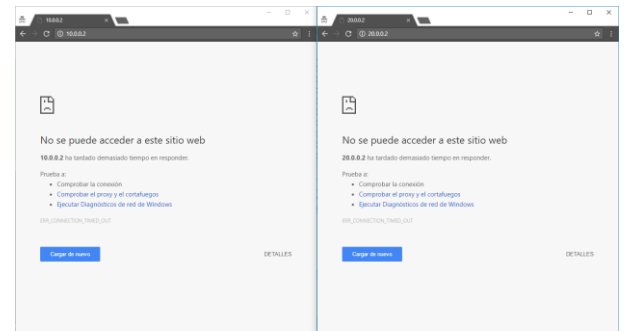 10.0.0.2
10.0.0.2
No se puede acceder a este sitio web
10.0.0.2 ha tardado demasiado tiempo en responder.
Prueba a:
Comprobar la conexión
Comprobar el proxy y el cortafuegos
Ejecutar Diagnósticos de red de Windows
ERR_CONNECTION_TIMED_OUT
Cargar de nuevo
DETALLES
20.0.0.2
20.0.0.2
No se puede acceder a este sitio web
20.0.0.2 ha tardado demasiado tiempo en responder.
Prueba a:
Comprobar la conexión
Comprobar el proxy y el cortafuegos
Ejecutar Diagnósticos de red de Windows
ERR_CONNECTION_TIMED_OUT
Cargar de nuevo
DETALLES